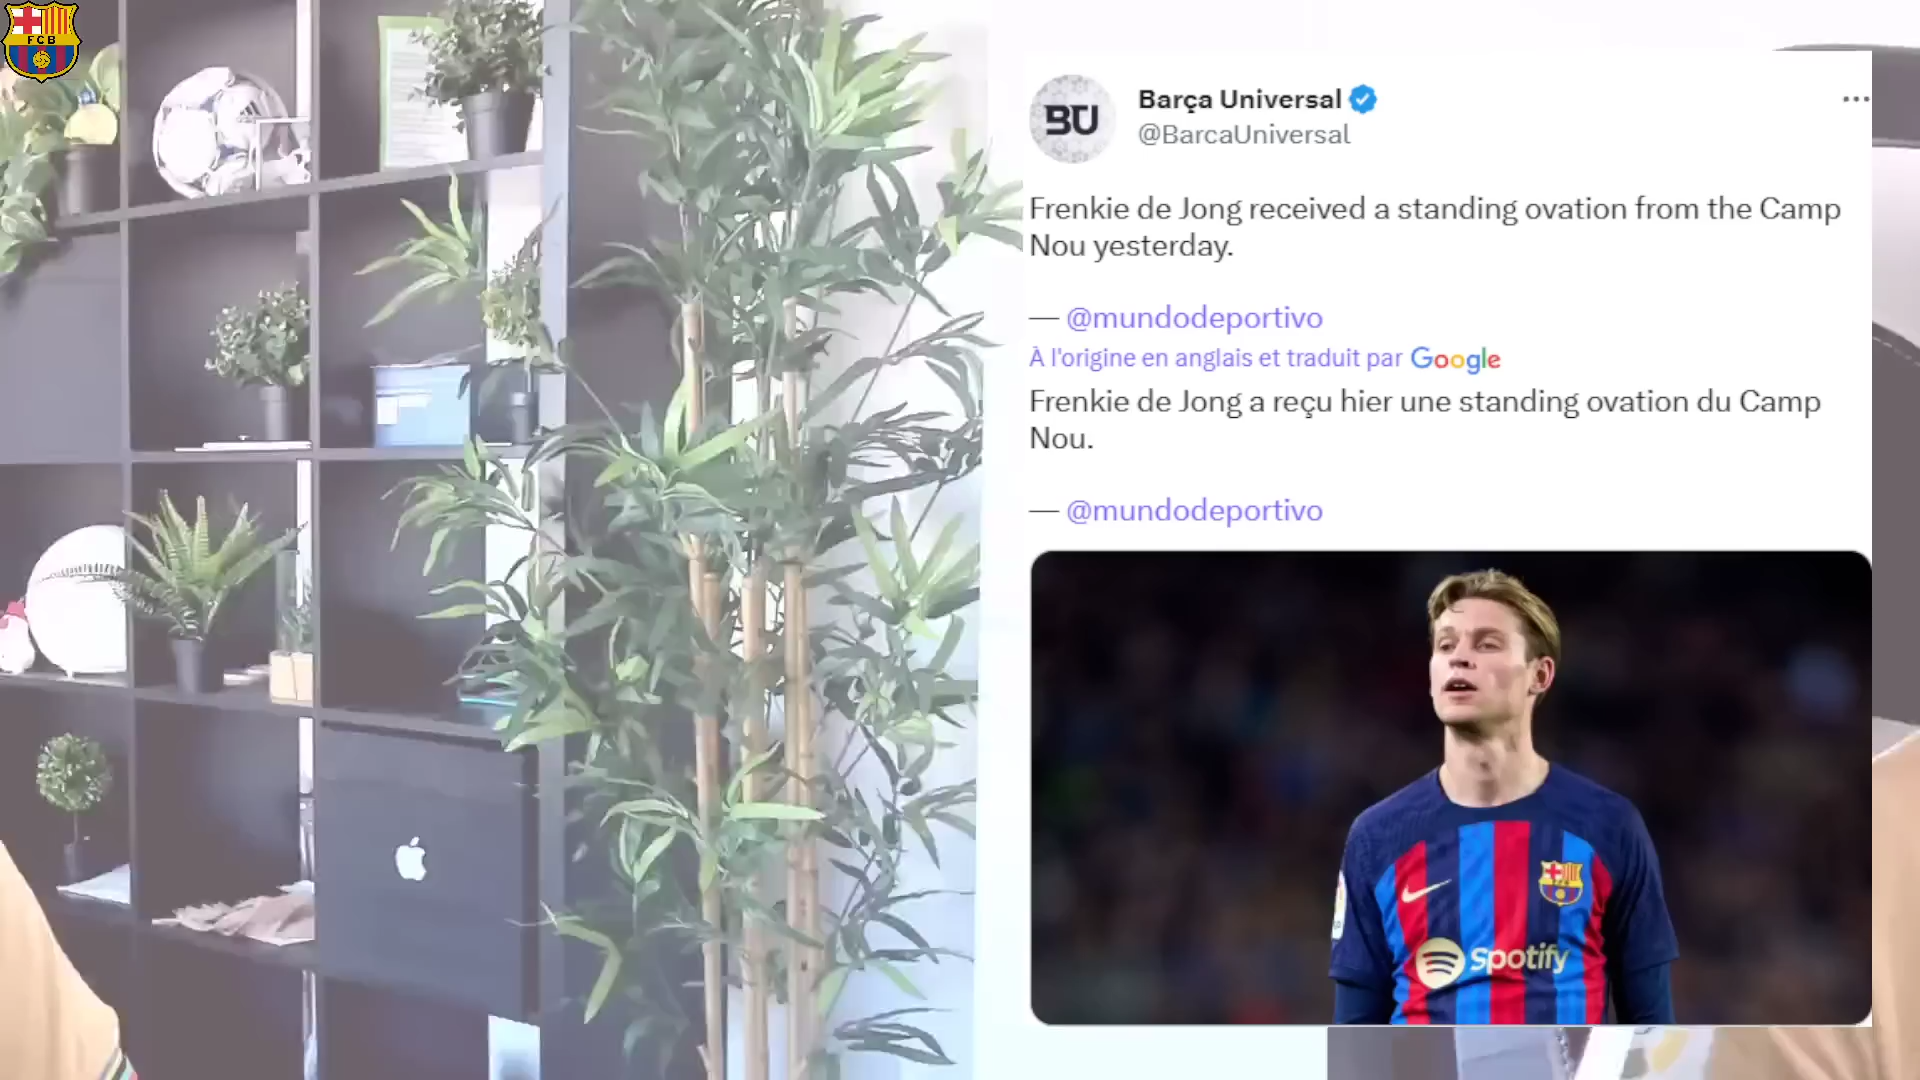 FCB
BU
Barça Universal
@BarcaUniversal
Frenkie de Jong received a standing ovation from the Camp
Nou yesterday.
— @mundodeportivo
À l'origine en anglais et traduit par Google
Frenkie de Jong a reçu hier une standing ovation du Camp
Nou.
— @mundodeportivo
Spotify